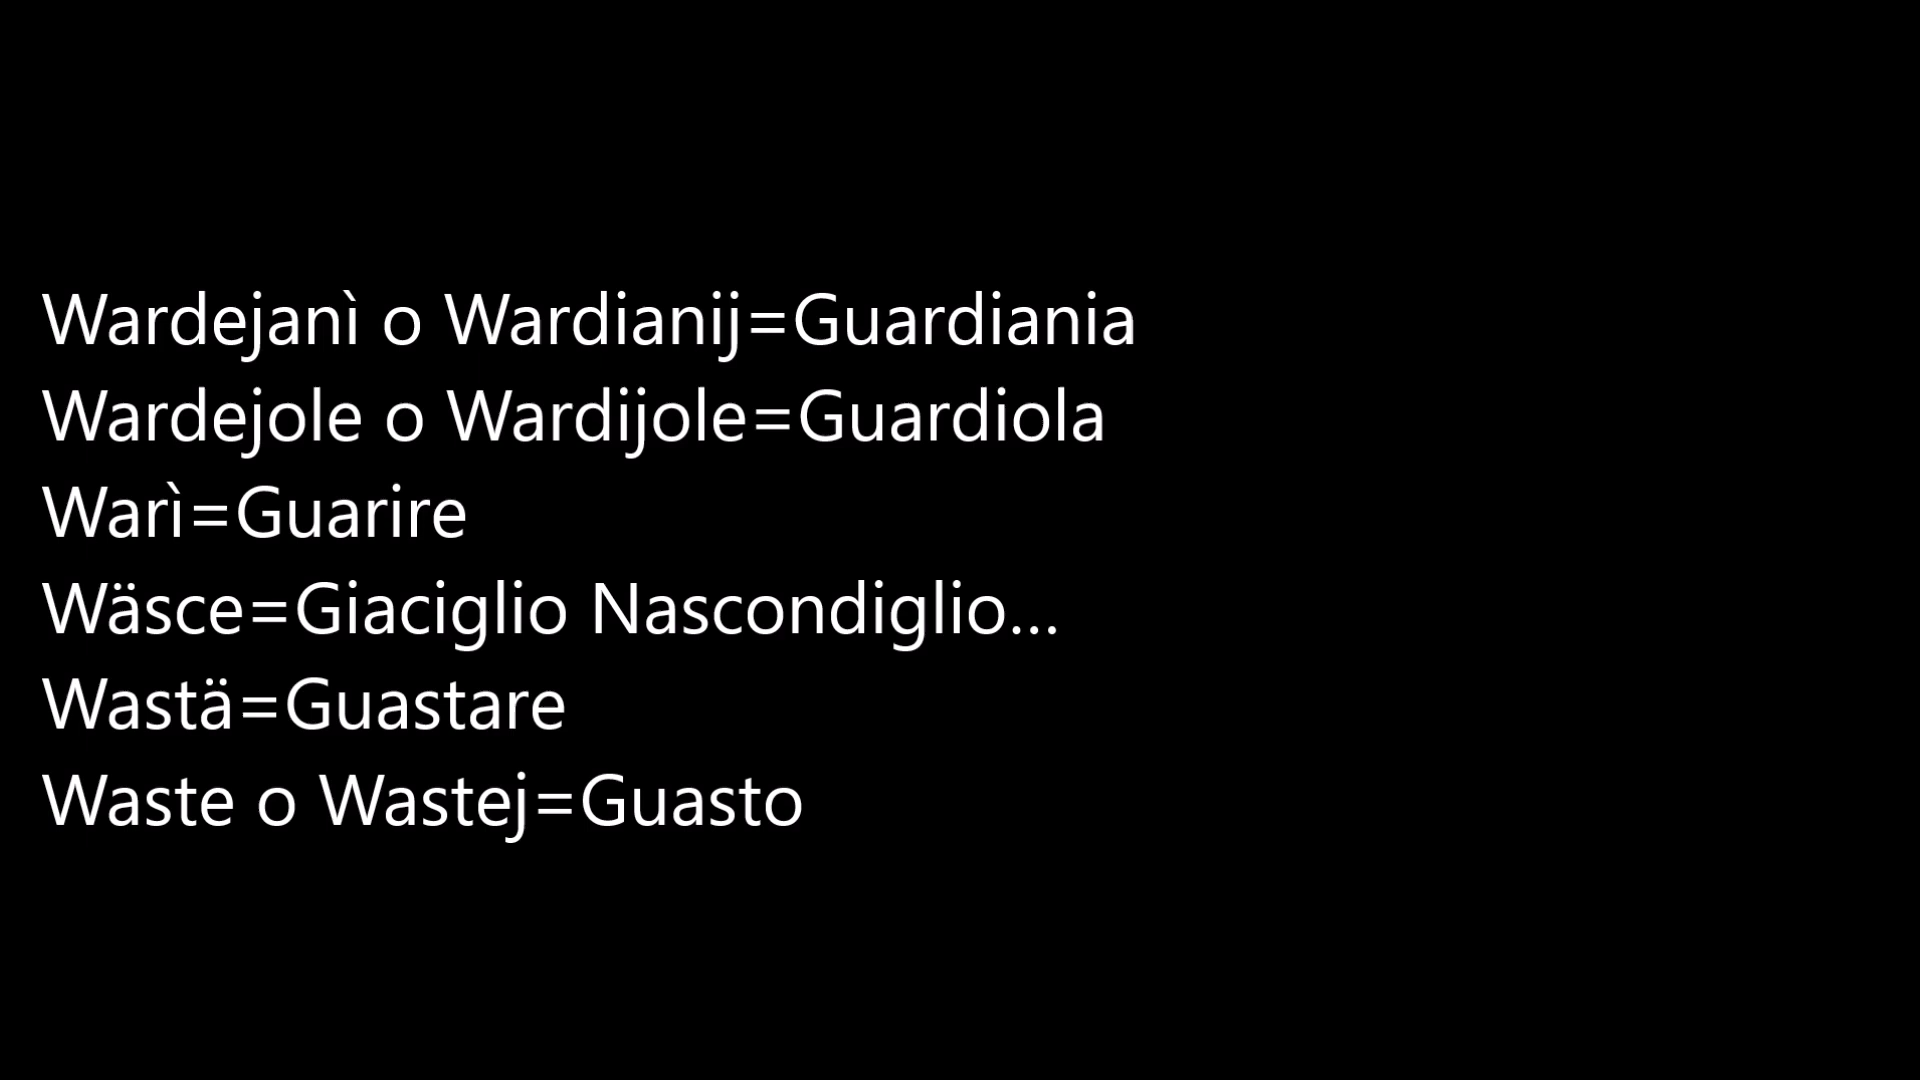 Wardejanì o Wardianij=Guardiania
Wardejole o Wardijole=Guardiola
Warì=Guarire
Wäsce=Giaciglio Nascondiglio...
Wastä=Guastare
Waste o Wastej=Guasto